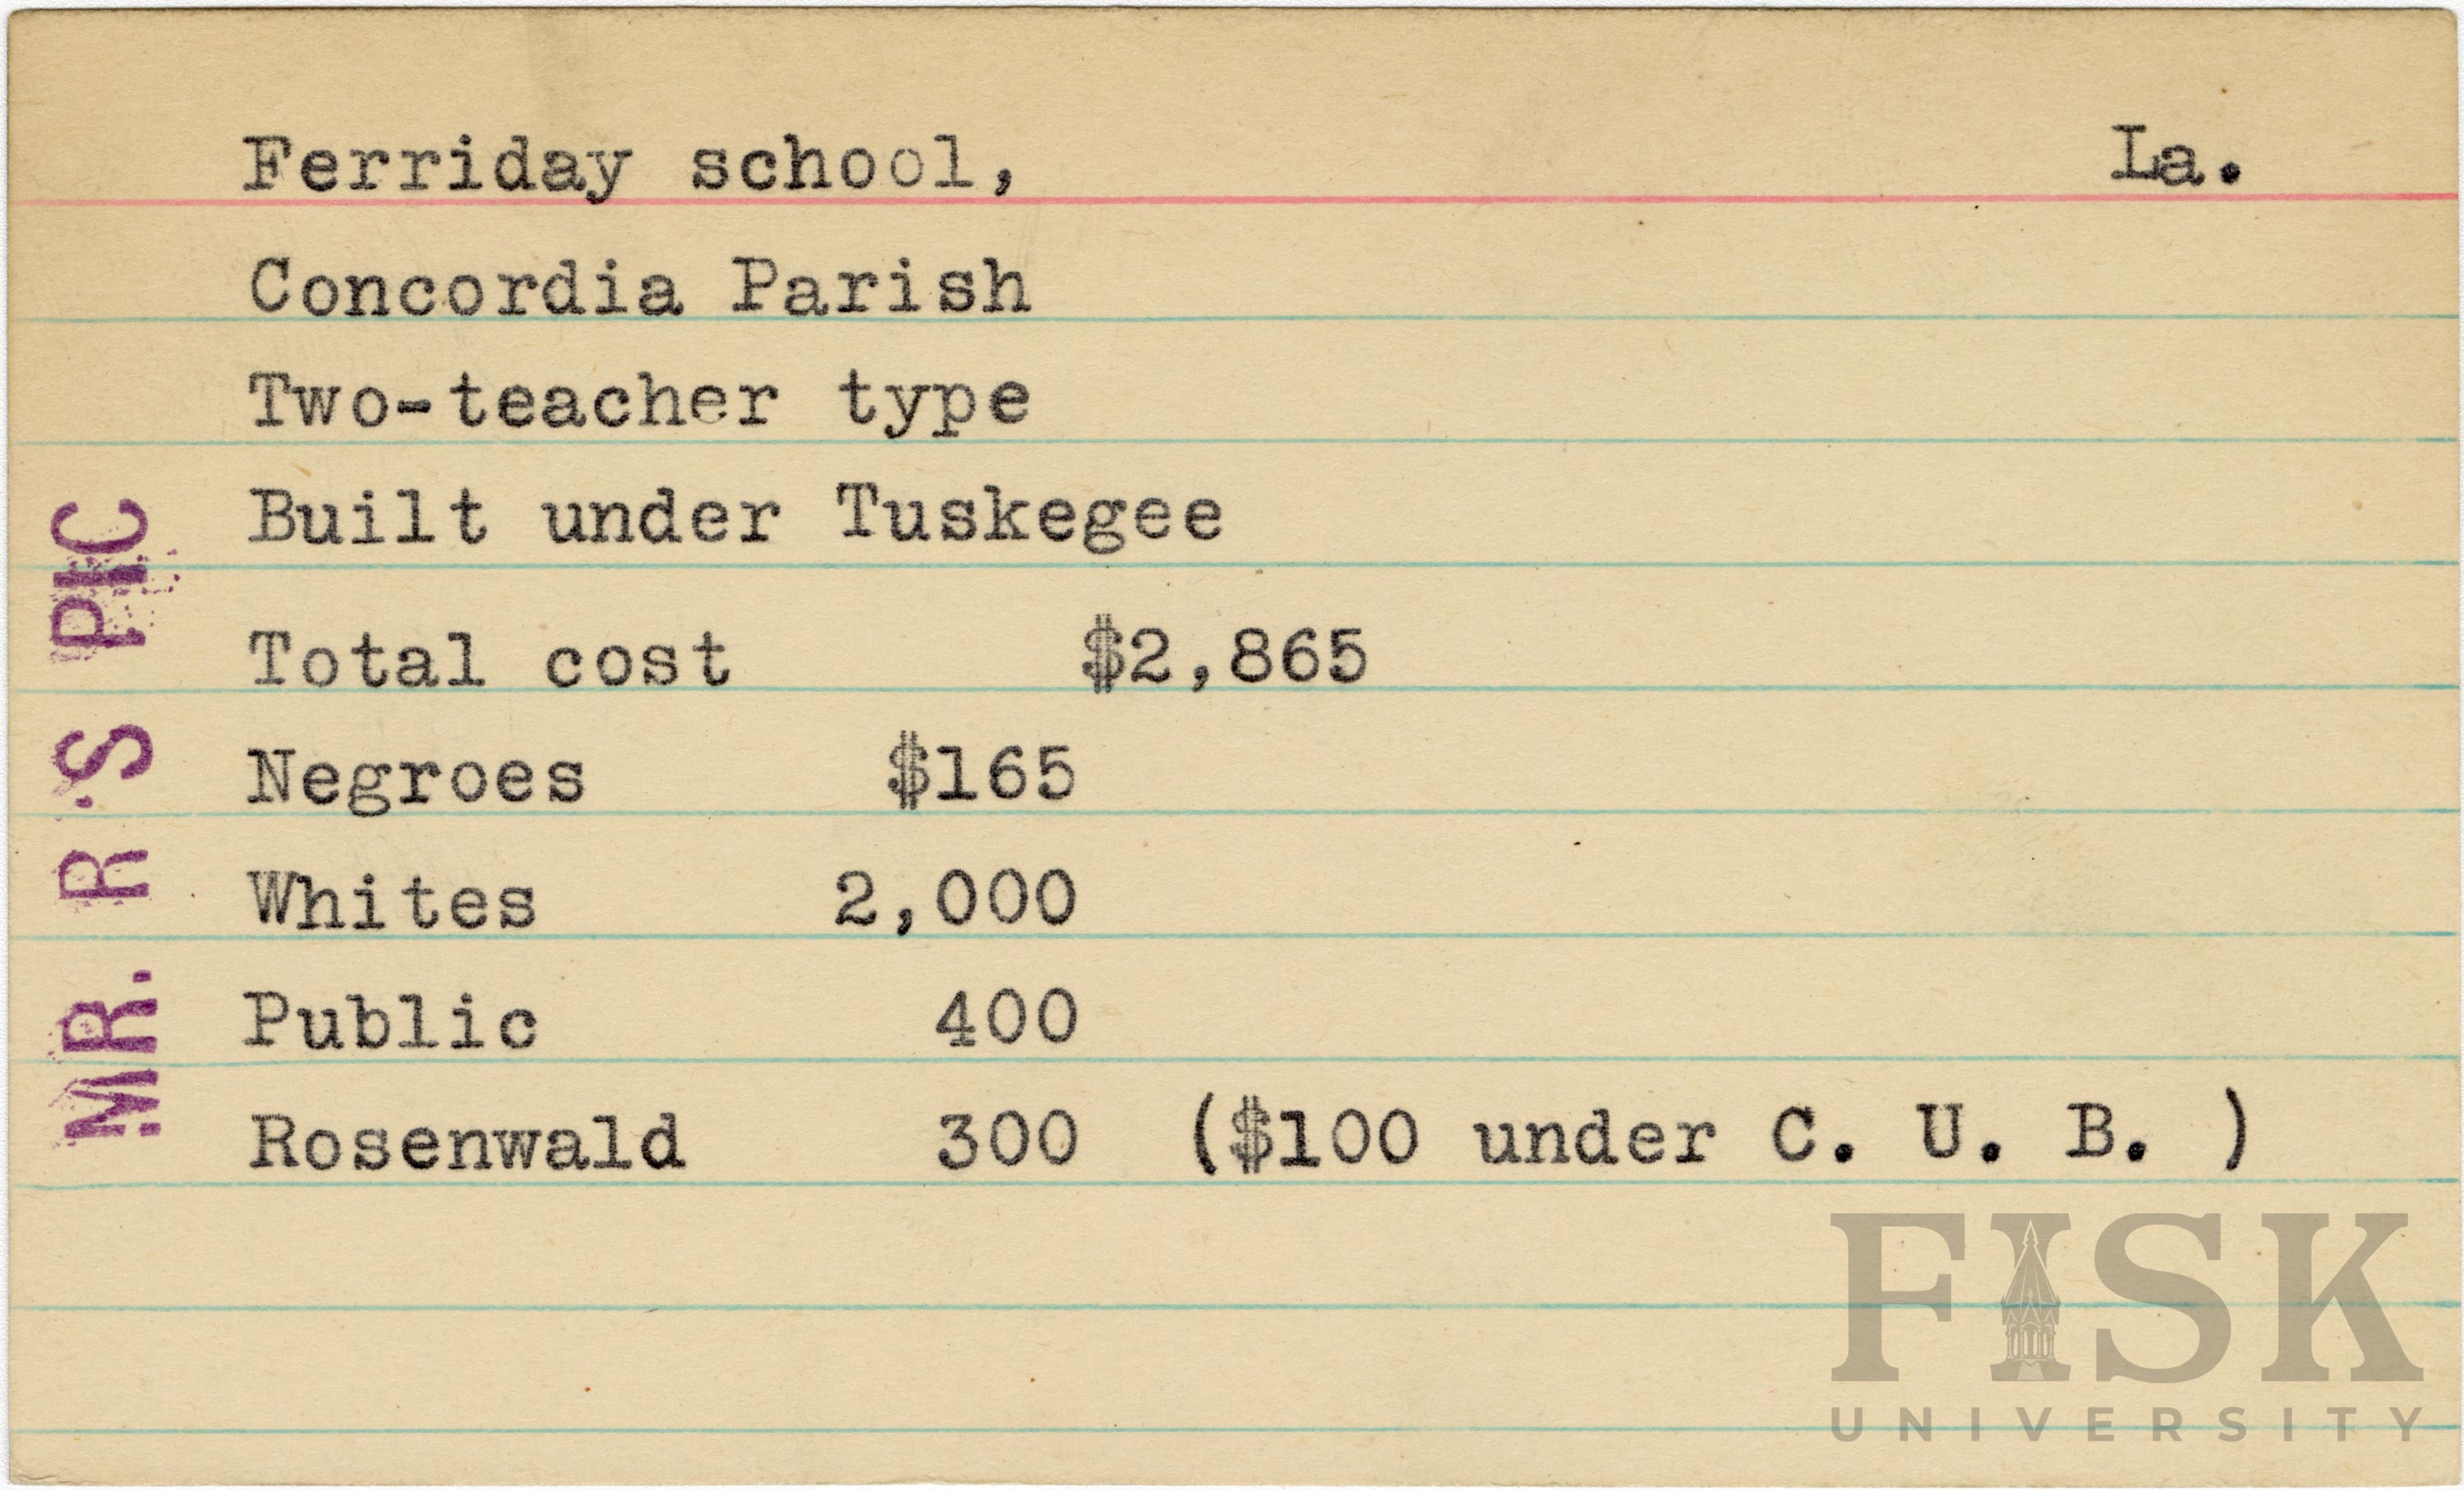 Ferriday school, La.
Concordia Parish
Two-teacher type
Built under Tuskegee
Total cost $2,865
Negroes $165
Whites 2,000
Public 400
Rosenwald 300 ($100 under C. U. B. )
MR. R'S PIC
FISK
UNIVERSITY